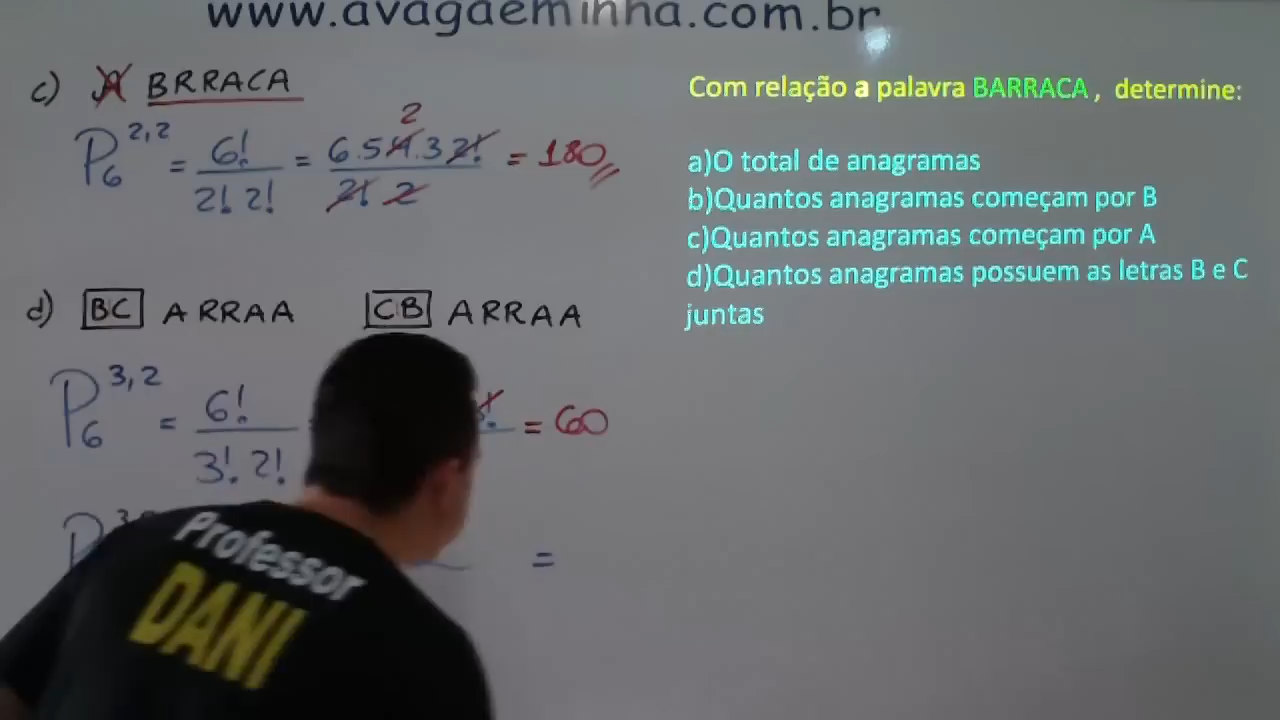 www.avagaeminha.com.br
c) A BRRACA
P6 2,2 = 6! / 2! 2! = 6.5 4.3 2! / 2! 2 = 180
2
Com relação a palavra BARRACA , determine:
a)O total de anagramas
b)Quantos anagramas começam por B
c)Quantos anagramas começam por A
d)Quantos anagramas possuem as letras B e C
juntas
d) BC ARRAA CB ARRAA
P6 3,2 = 6! / 3! 2! = 60
P 3 =
Professor
DANI